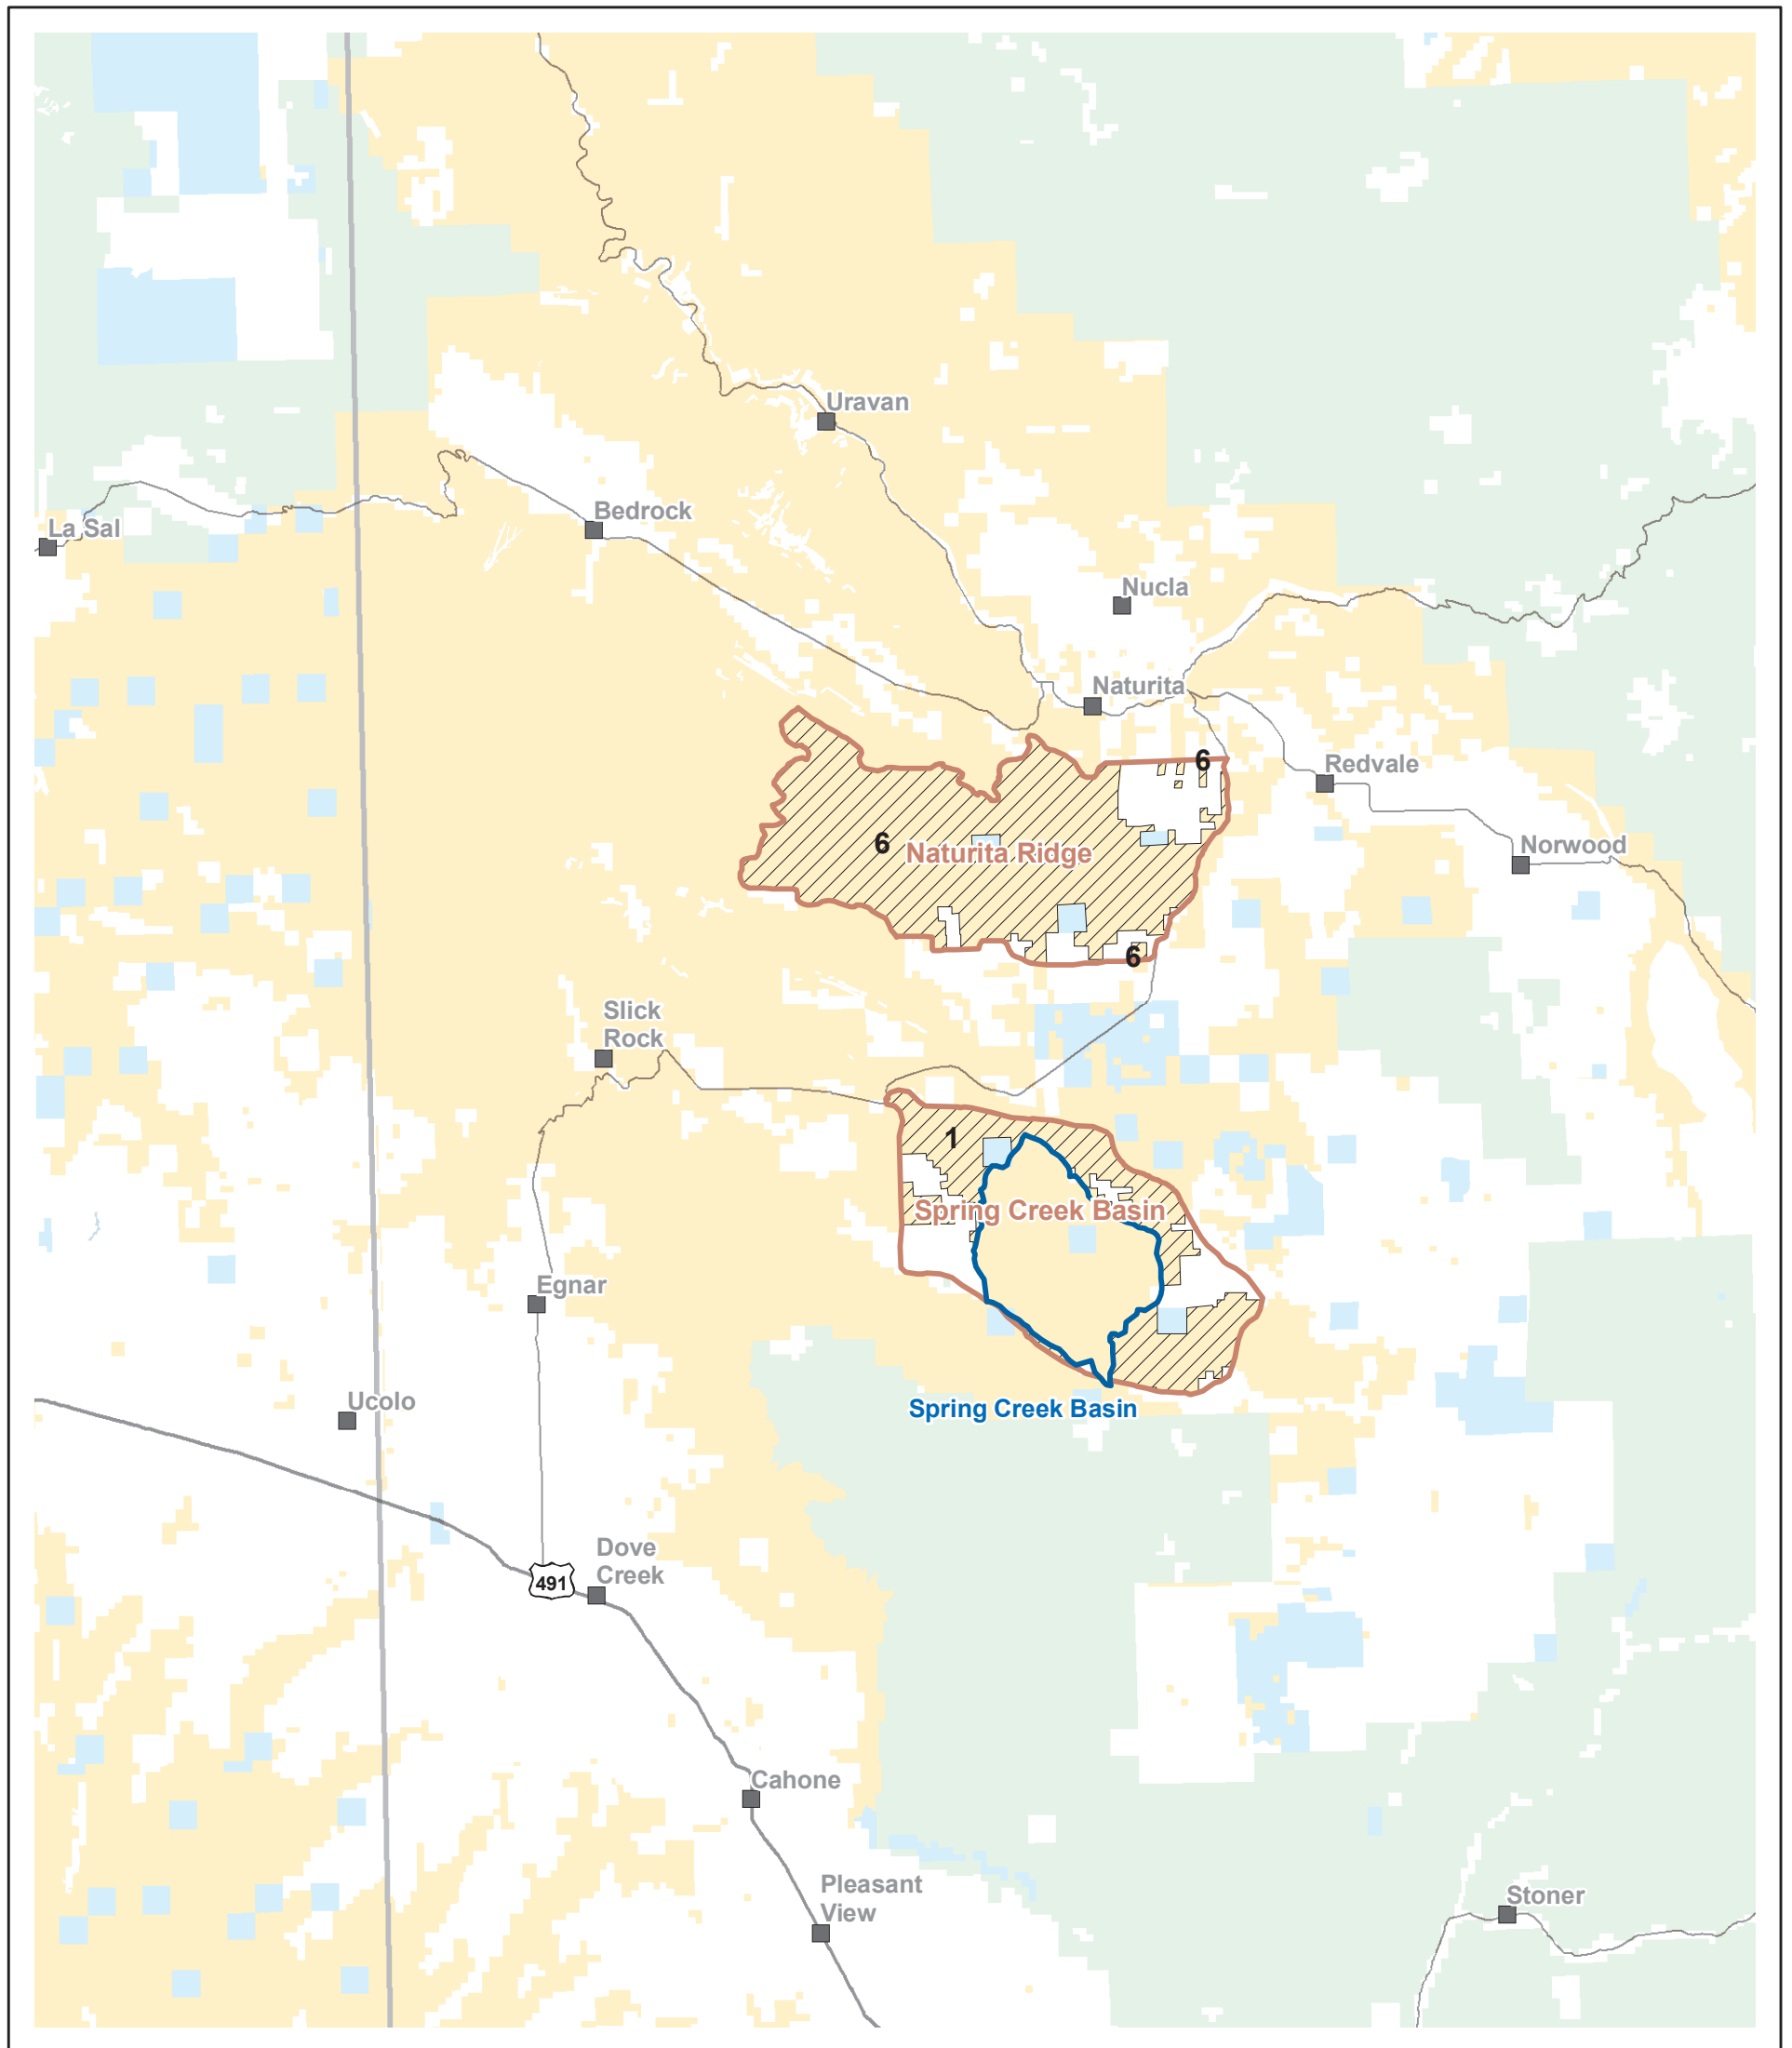 Uravan
Bedrock
La Sal
Nucla
Naturita
6
Redvale
6
Naturita Ridge
Norwood
6
Slick
Rock
1
Spring Creek Basin
Egnar
Ucolo
Spring Creek Basin
Dove
Creek
491
Cahone
Pleasant
View
Stoner